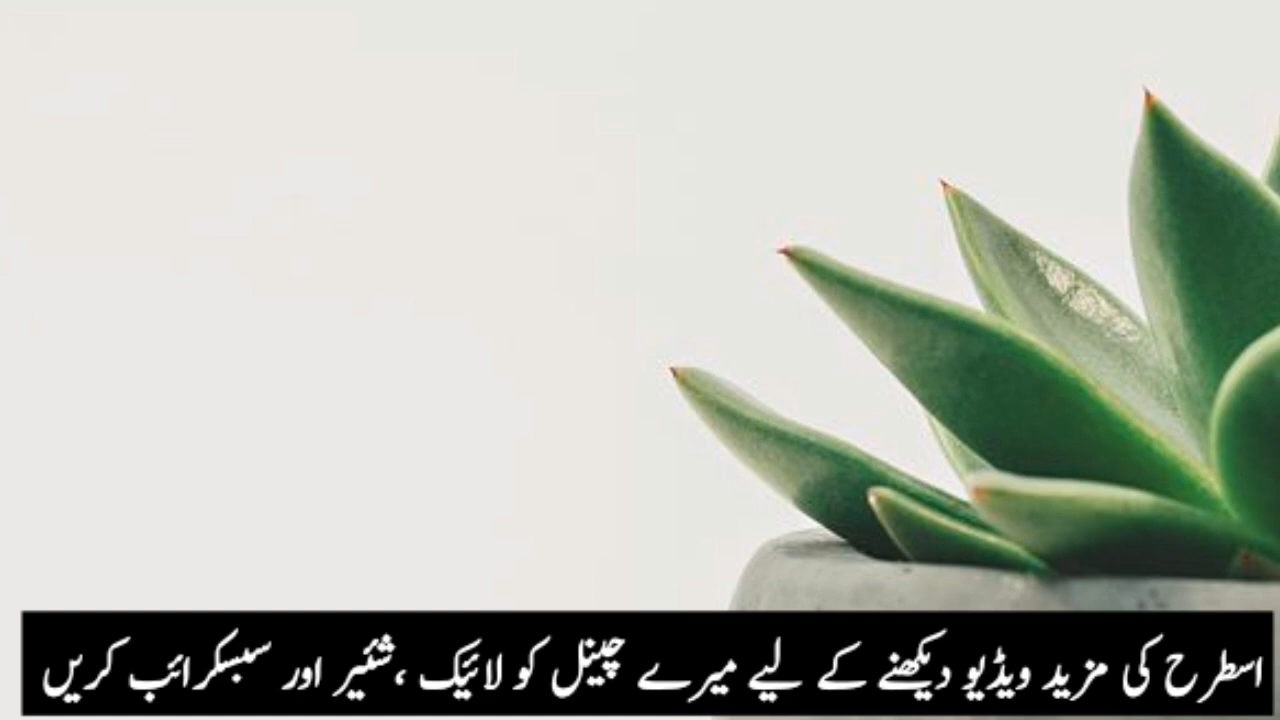 اسطرح کی مزید ویڈیو دیکھنے کے لیے میرے چینل کو لائیک ،شئیر اور سبسکرائب کریں